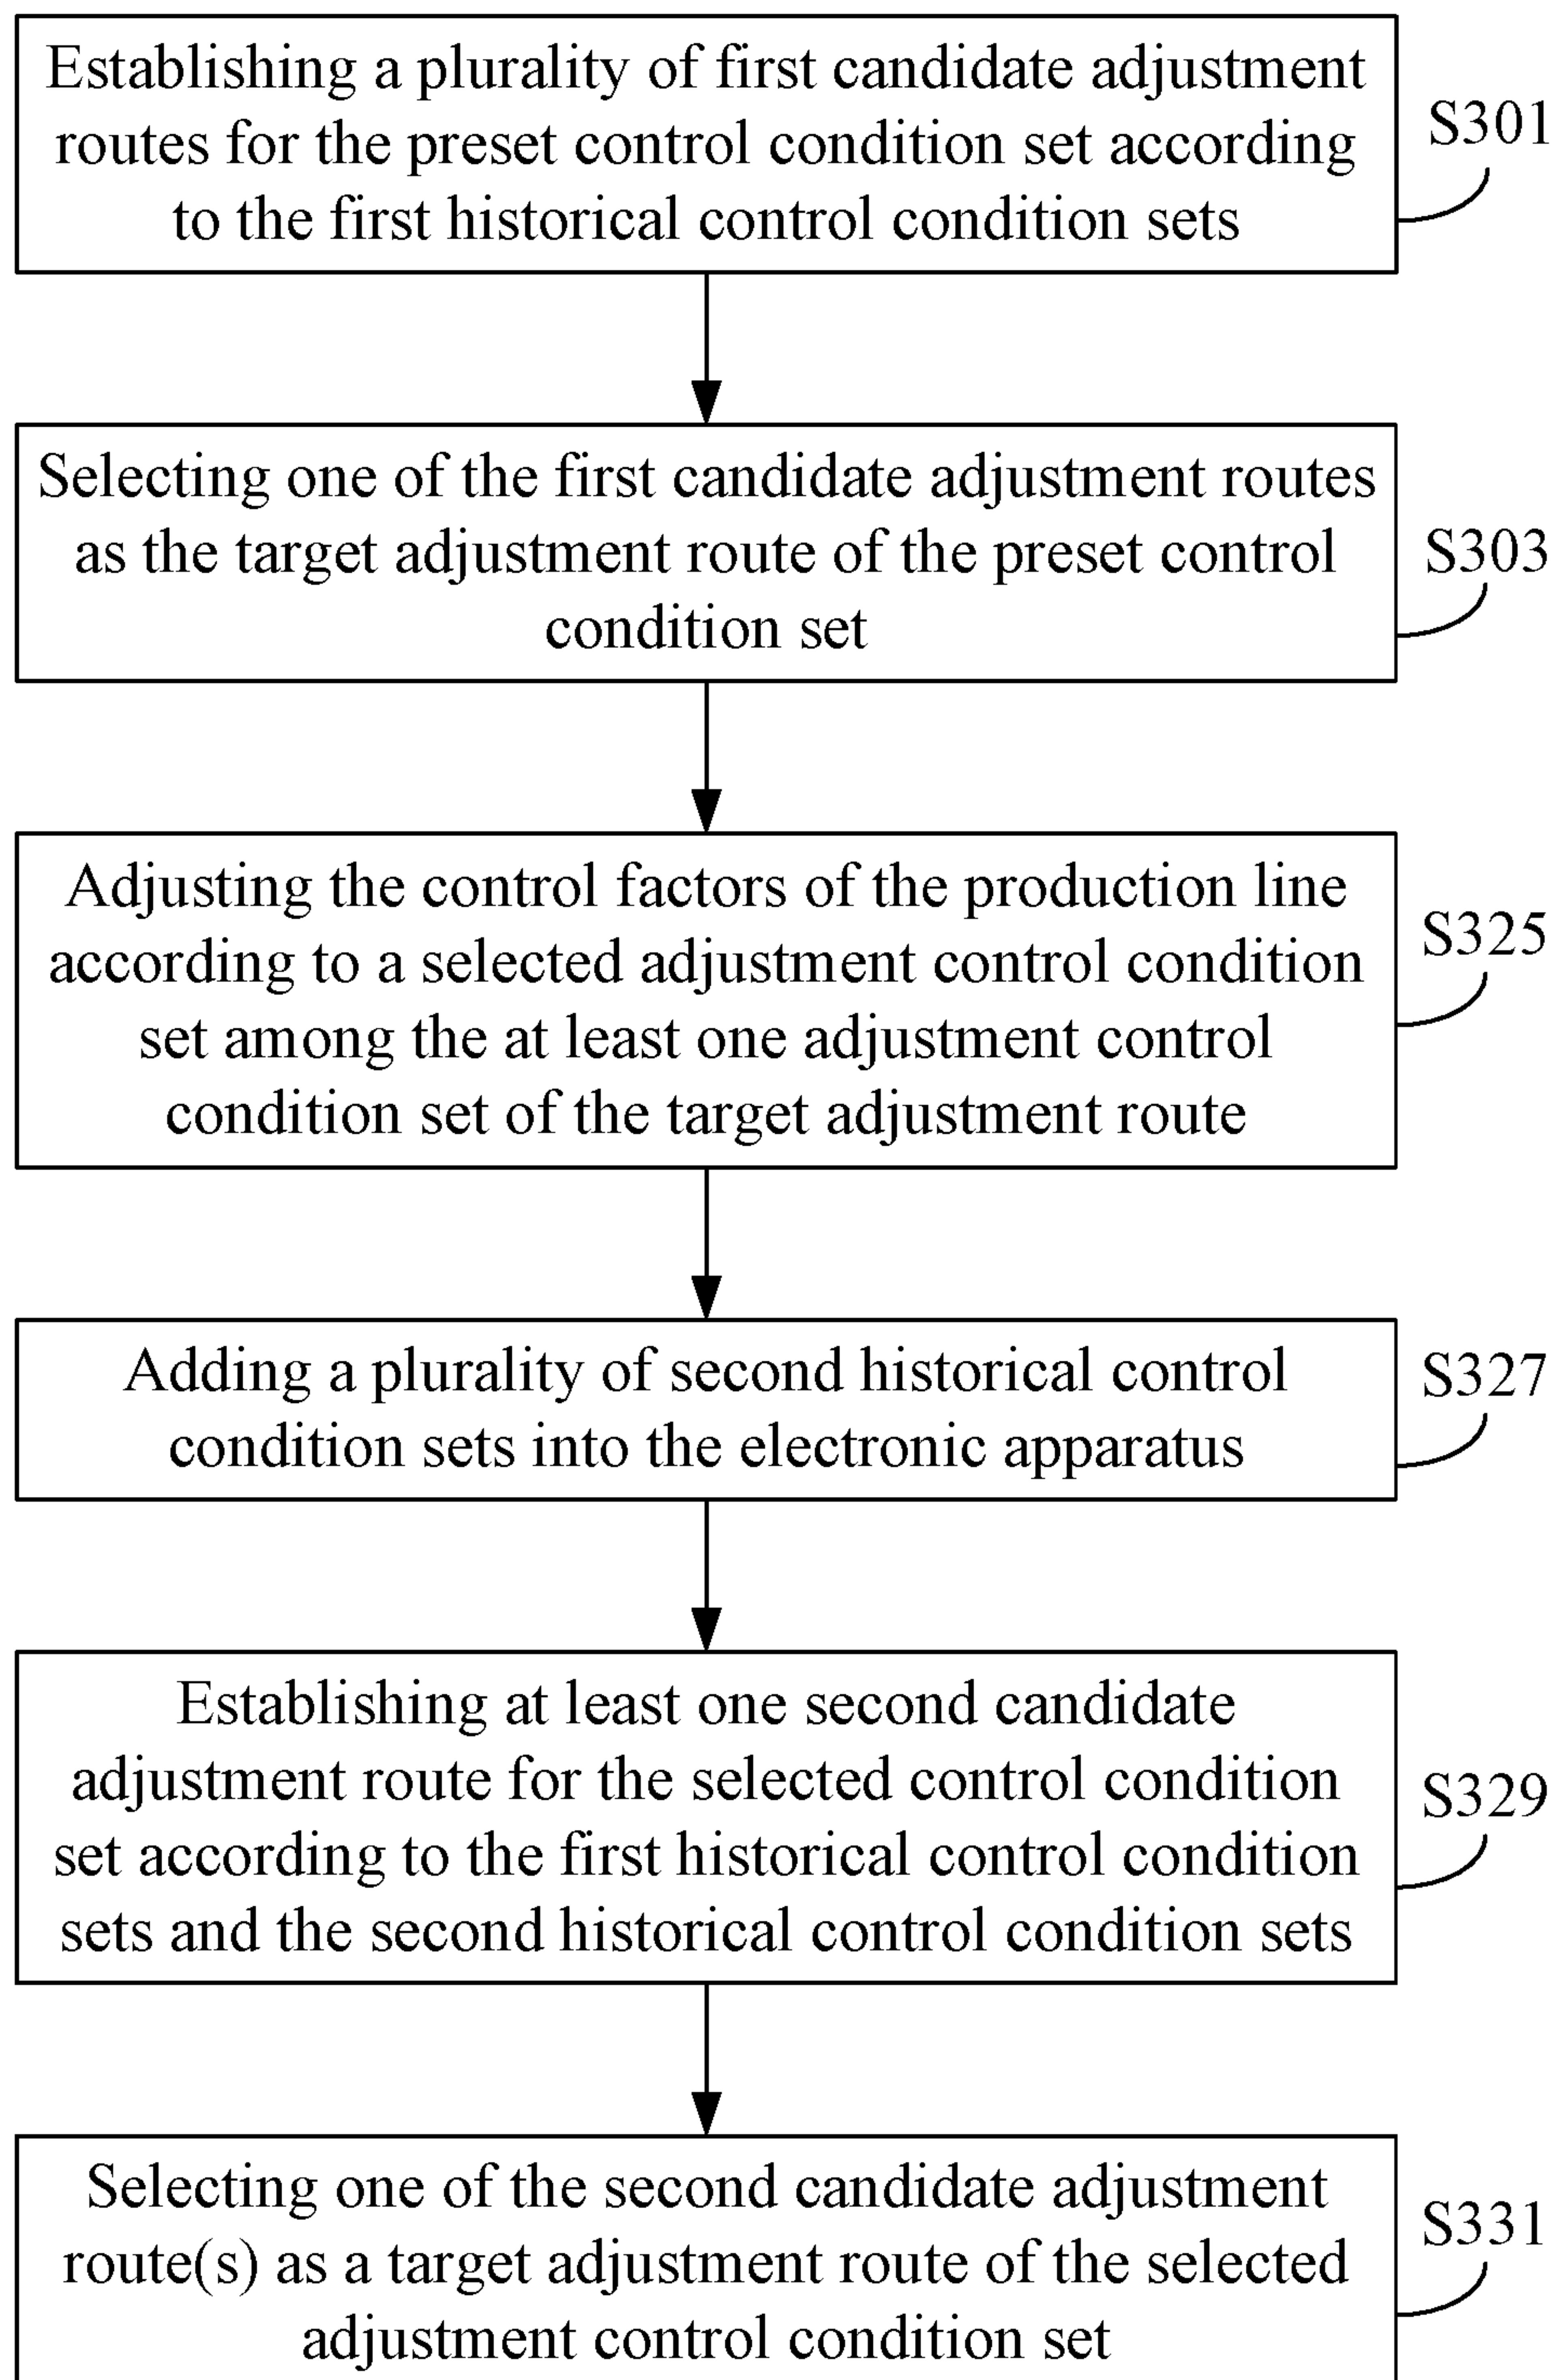 Establishing a plurality of first candidate adjustment
routes for the preset control condition set according
to the first historical control condition sets
S301
Selecting one of the first candidate adjustment routes
as the target adjustment route of the preset control
condition set
S303
Adjusting the control factors of the production line
according to a selected adjustment control condition
set among the at least one adjustment control
condition set of the target adjustment route
S325
Adding a plurality of second historical control
condition sets into the electronic apparatus
S327
Establishing at least one second candidate
adjustment route for the selected control condition
set according to the first historical control condition
sets and the second historical control condition sets
S329
Selecting one of the second candidate adjustment
route(s) as a target adjustment route of the selected
adjustment control condition set
S331